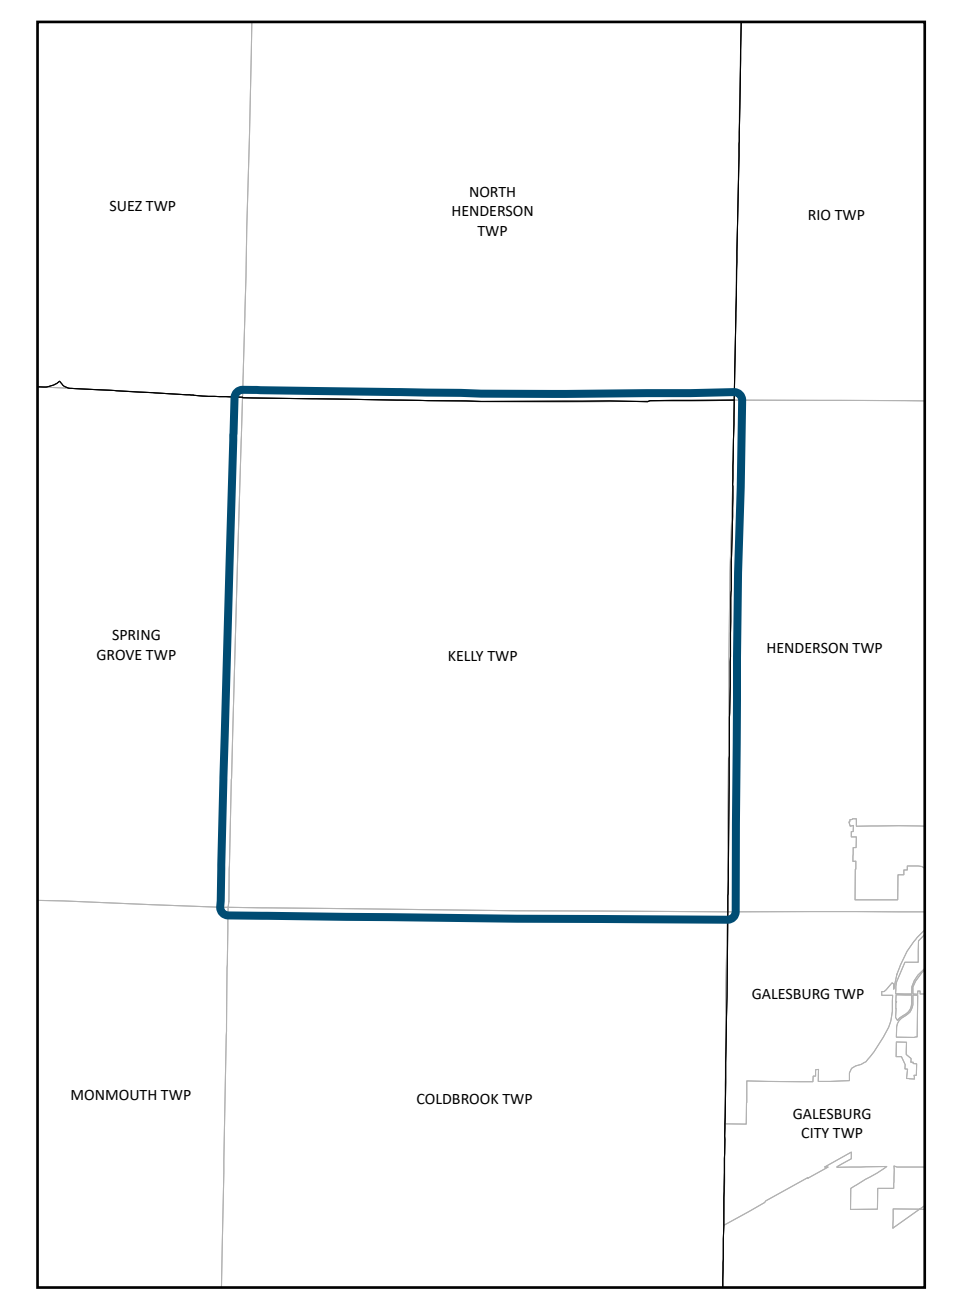 SUEZ TWP
NORTH
HENDERSON
TWP
RIO TWP
SPRING
GROVE TWP
KELLY TWP
HENDERSON TWP
GALESBURG TWP
MONMOUTH TWP
COLDBROOK TWP
GALESBURG
CITY TWP